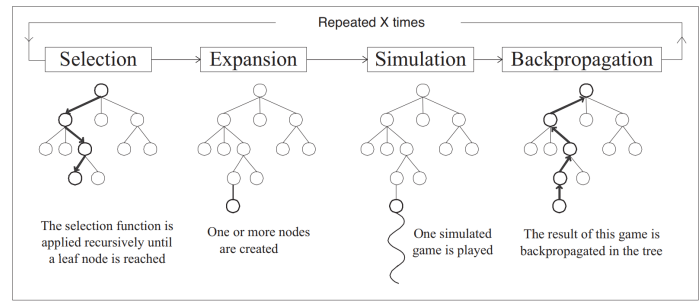 Repeated X times
Selection
Expansion
Simulation
Backpropagation
The selection function is
applied recursively until
a leaf node is reached
One or more nodes
are created
One simulated
game is played
The result of this game is
backpropagated in the tree